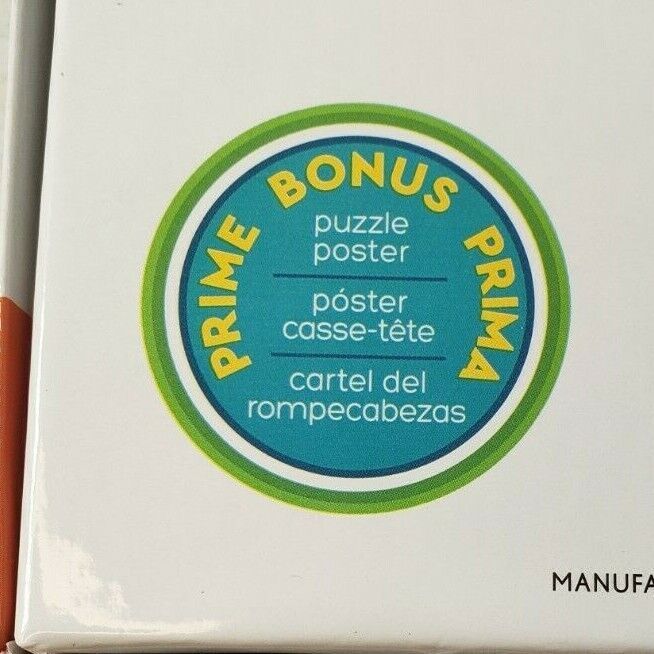 PRIME BONUS PRIMA
puzzle
poster
póster
casse-tête
cartel del
rompecabezas
MANUFA